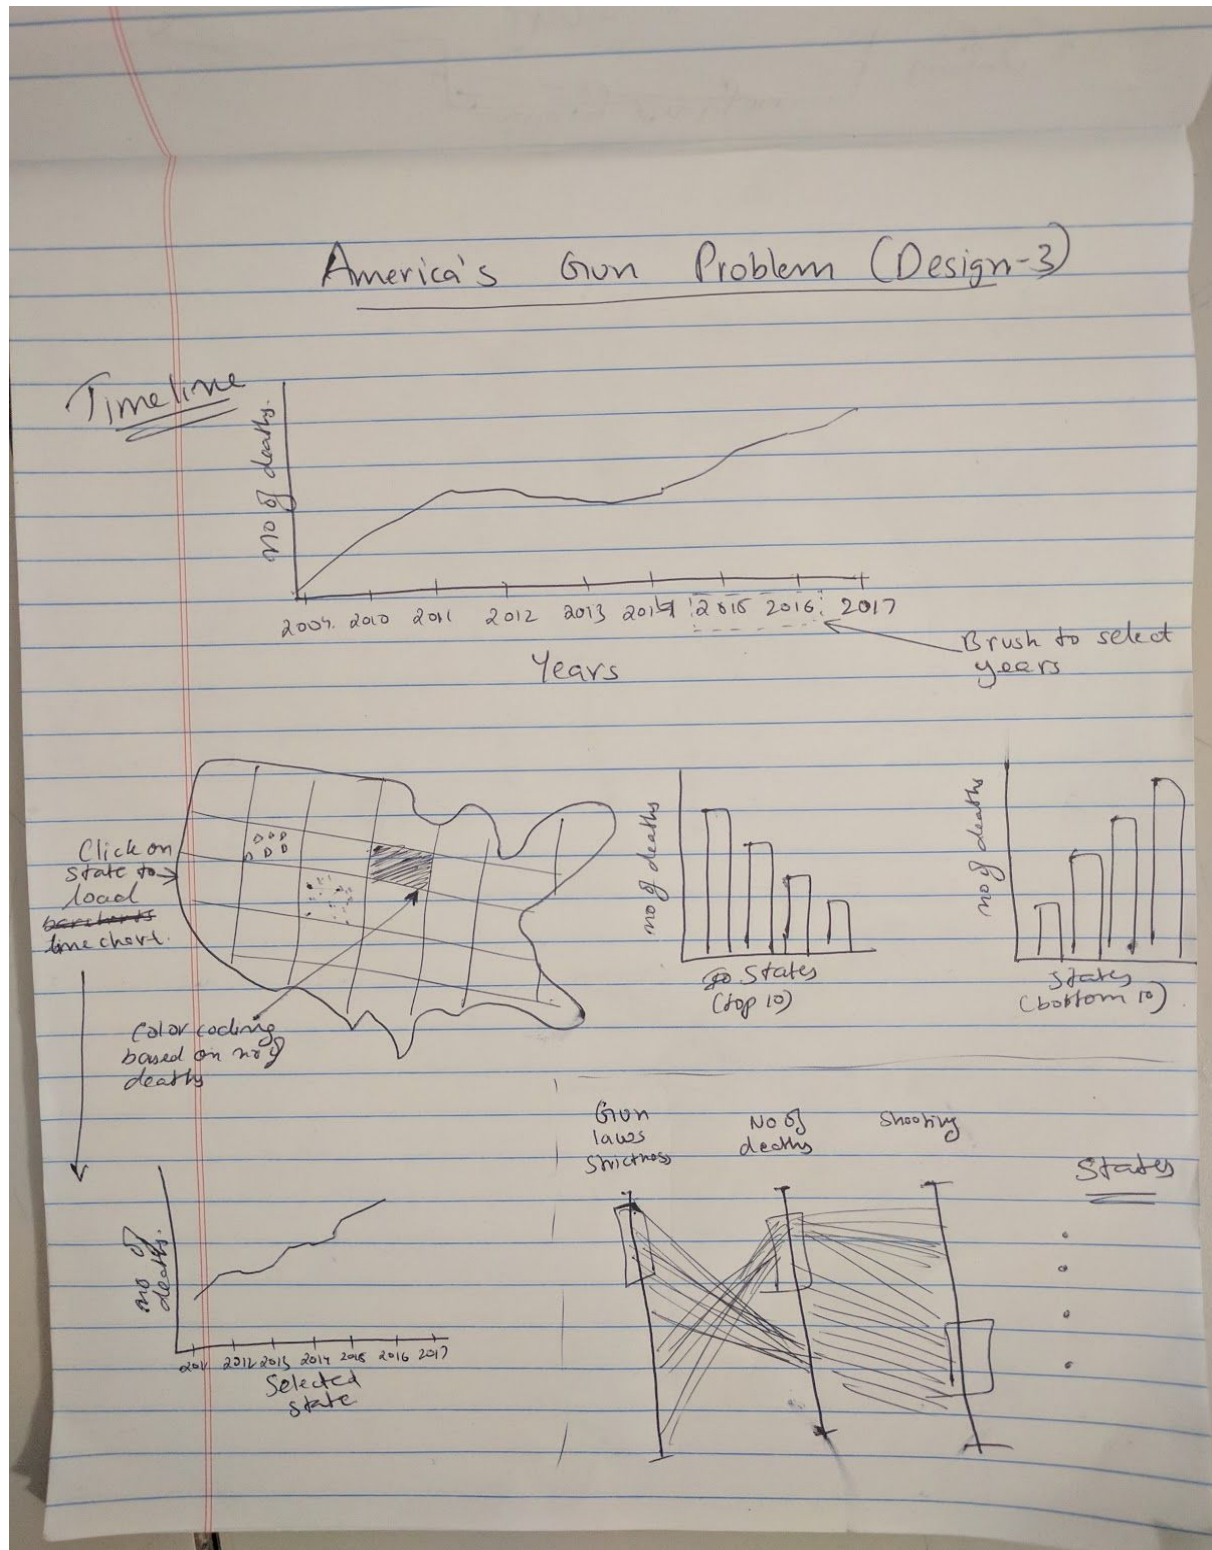 America's Gun Problem (Design-3)
Timeline
no of deaths.
2009. 2010 2011 2012 2013 2014 2015 2016 2017
Years
Brush to select
years
Click on
state to
load
barcharts
line chart.
Color coding
based on no of
deaths
no of deaths
States
(top 10)
no of deaths
States
(bottom 10)
no of
deaths.
2011 2012 2013 2014 2015 2016 2017
Selected
state
Gun
laws
strictness
No of
deaths
Shooting
States